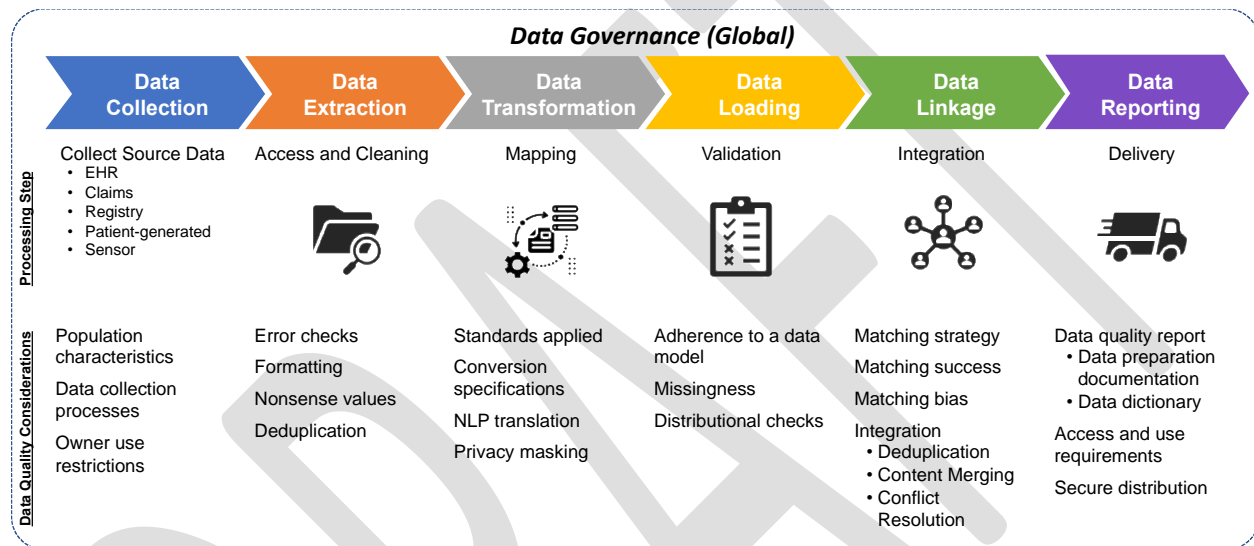 Data Governance (Global)
Data
Collection
Data
Extraction
Data
Transformation
Data
Loading
Data
Linkage
Data
Reporting
Processing Step
Collect Source Data
• EHR
• Claims
• Registry
• Patient-generated
• Sensor
Access and Cleaning
Mapping
Validation
Integration
Delivery
Data Quality Considerations
Population
characteristics
Data collection
processes
Owner use
restrictions
Error checks
Formatting
Nonsense values
Deduplication
Standards applied
Conversion
specifications
NLP translation
Privacy masking
Adherence to a data
model
Missingness
Distributional checks
Matching strategy
Matching success
Matching bias
Integration
• Deduplication
• Content Merging
• Conflict
Resolution
Data quality report
• Data preparation
documentation
• Data dictionary
Access and use
requirements
Secure distribution
DRAFT